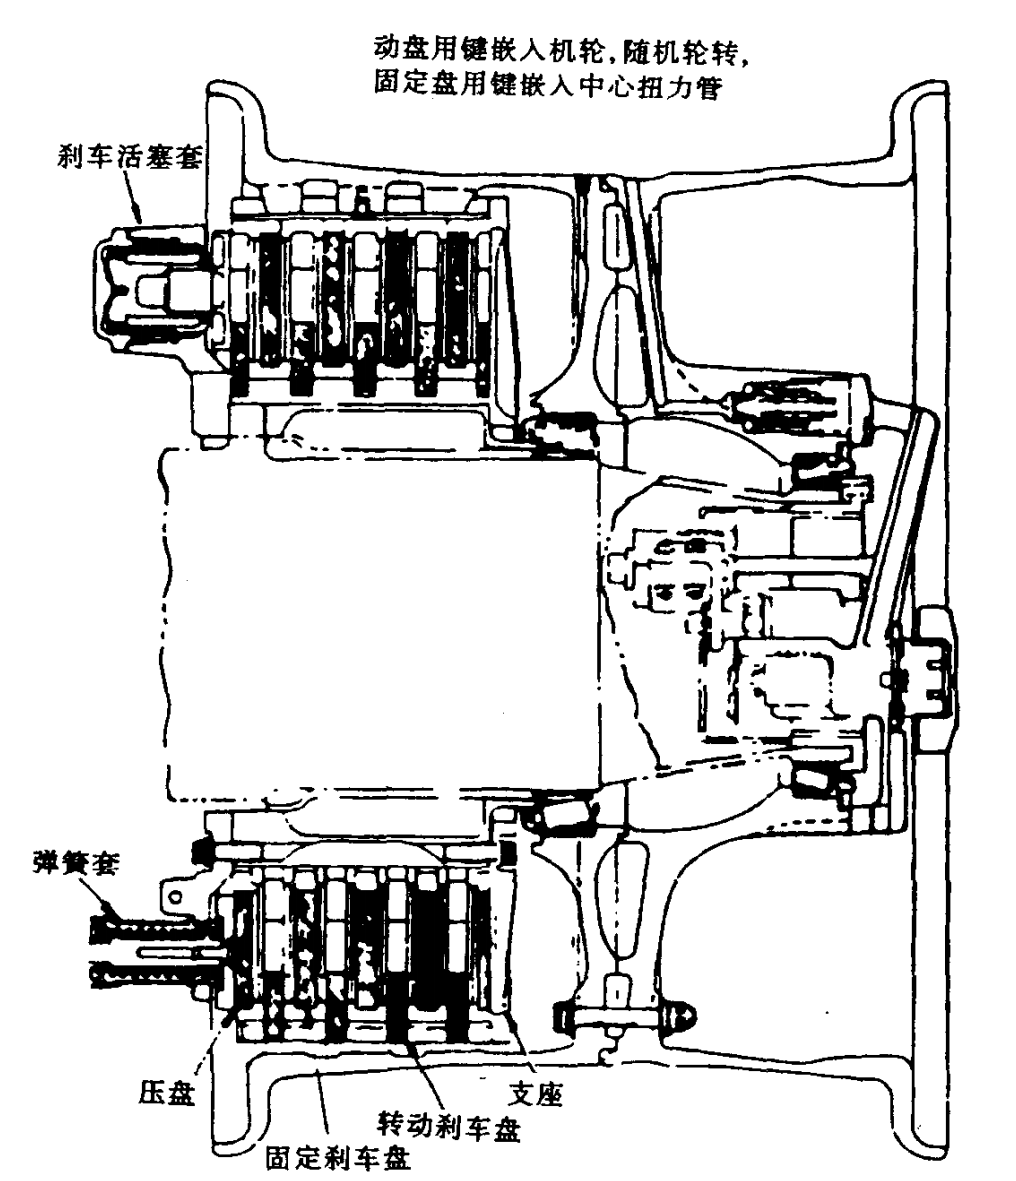 动盘用键嵌入机轮,随机轮转,
固定盘用键嵌入中心扭力管
刹车活塞套
弹簧套
压盘
支座
转动刹车盘
固定刹车盘